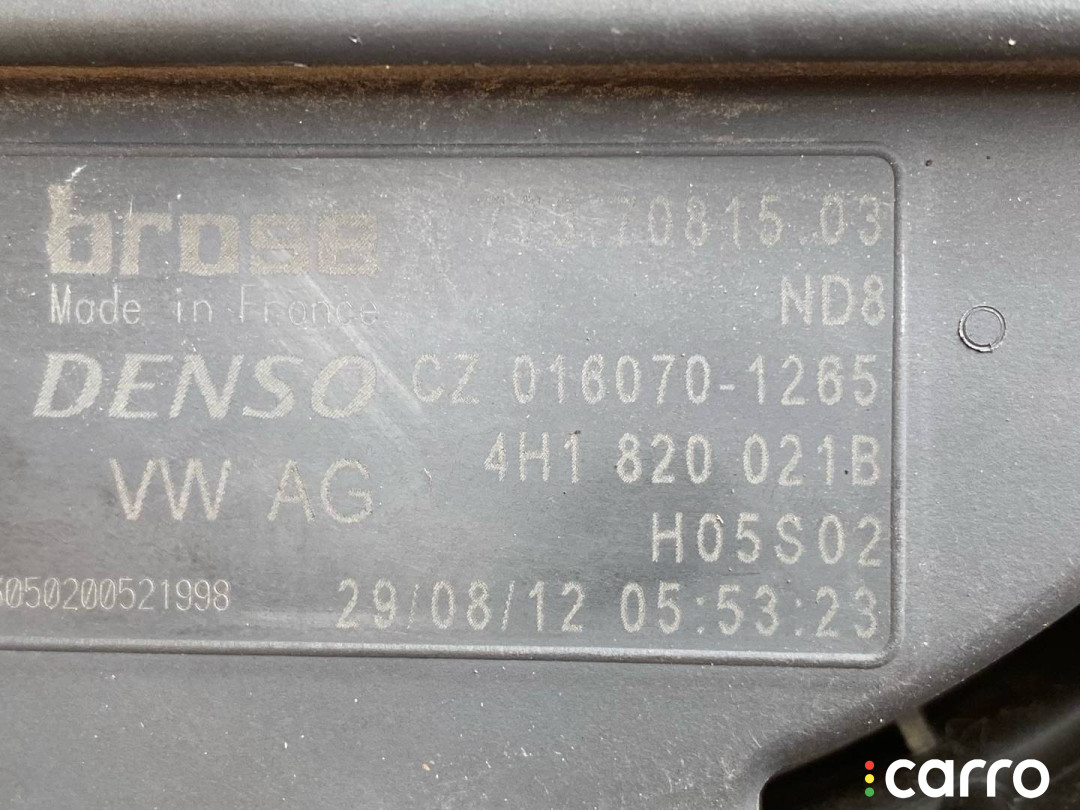 brose
0815.03
Made in France
ND8
DENSO CZ 016070-1265
VW AG
4H1 820 021B
H05S02
050200521998
29/08/12 05:53:23
carro